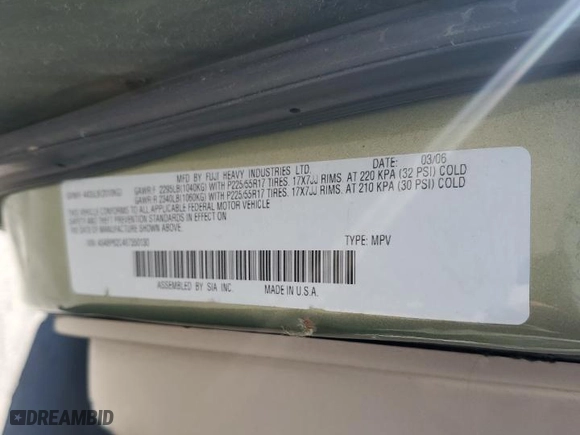 MFD BY FUJI HEAVY INDUSTRIES LTD. DATE: 03/06
GAWR F 2295LB(1040KG) WITH P225/55R17 TIRES. 17X7JJ RIMS. AT 220 KPA (32 PSI) COLD
GAWR R 2340LB(1060KG) WITH P225/55R17 TIRES. 17X7JJ RIMS. AT 210 KPA (30 PSI) COLD
THIS VEHICLE CONFORMS TO ALL APPLICABLE FEDERAL MOTOR VEHICLE
SAFETY STANDARDS IN EFFECT ON THE DATE OF MANUFACTURE SHOWN ABOVE.
TYPE: MPV
ASSEMBLED BY SIA INC. MADE IN U.S.A.
DREAMBID